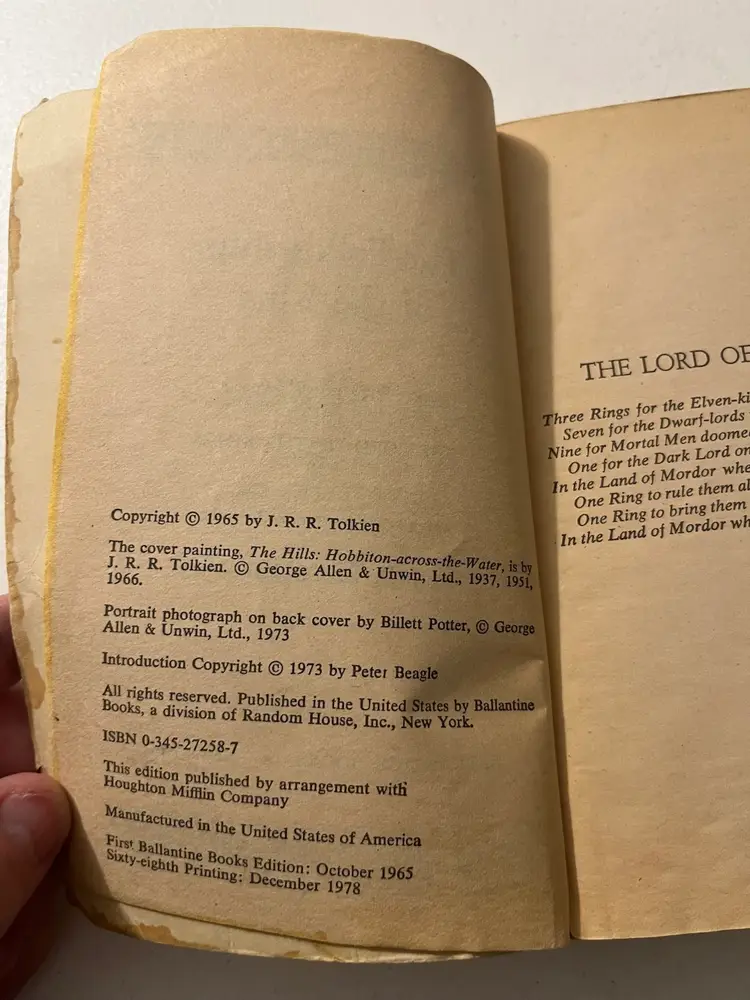 Copyright © 1965 by J. R. R. Tolkien
The cover painting, The Hills: Hobbiton-across-the-Water, is by
J. R. R. Tolkien. © George Allen & Unwin, Ltd., 1937, 1951,
1966.
Portrait photograph on back cover by Billett Potter, © George
Allen & Unwin, Ltd., 1973
Introduction Copyright © 1973 by Peter Beagle
All rights reserved. Published in the United States by Ballantine
Books, a division of Random House, Inc., New York.
ISBN 0-345-27258-7
This edition published by arrangement with
Houghton Mifflin Company
Manufactured in the United States of America
First Ballantine Books Edition: October 1965
Sixty-eighth Printing: December 1978
THE LORD OF
Three Rings for the Elven-ki
Seven for the Dwarf-lords
Nine for Mortal Men doome
One for the Dark Lord on
In the Land of Mordor whe
One Ring to rule them al
One Ring to bring them
In the Land of Mordor wh